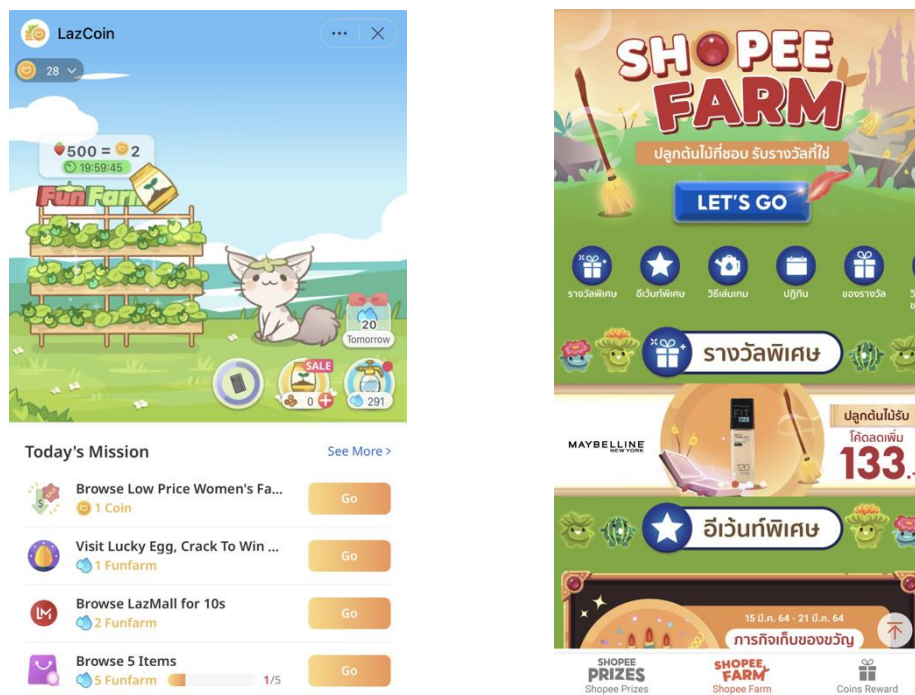 LazCoin
28
500 = 2
19:59:45
Fun Farm
20
Tomorrow
SALE
0
291
Today's Mission
See More >
Browse Low Price Women's Fa...
1 Coin
Go
Visit Lucky Egg, Crack To Win ...
1 Funfarm
Go
Browse LazMall for 10s
2 Funfarm
Go
Browse 5 Items
5 Funfarm
1/5
Go
SHOPEE
FARM
ปลูกต้นไม้ที่ชอบ รับรางวัลที่ใช่
LET'S GO
รางวัลพิเศษ
อีเว้นท์พิเศษ
วิธีเล่นเกม
ปฏิทิน
ของรางวัล
รางวัลพิเศษ
MAYBELLINE
NEW YORK
FIT
120
ปลูกต้นไม้รับ
โค้ดลดเพิ่ม
133.-
อีเว้นท์พิเศษ
15 มี.ค. 64 - 21 มี.ค. 64
ภารกิจเก็บของขวัญ
SHOPEE
PRIZES
Shopee Prizes
SHOPEE
FARM
Shopee Farm
Coins Reward